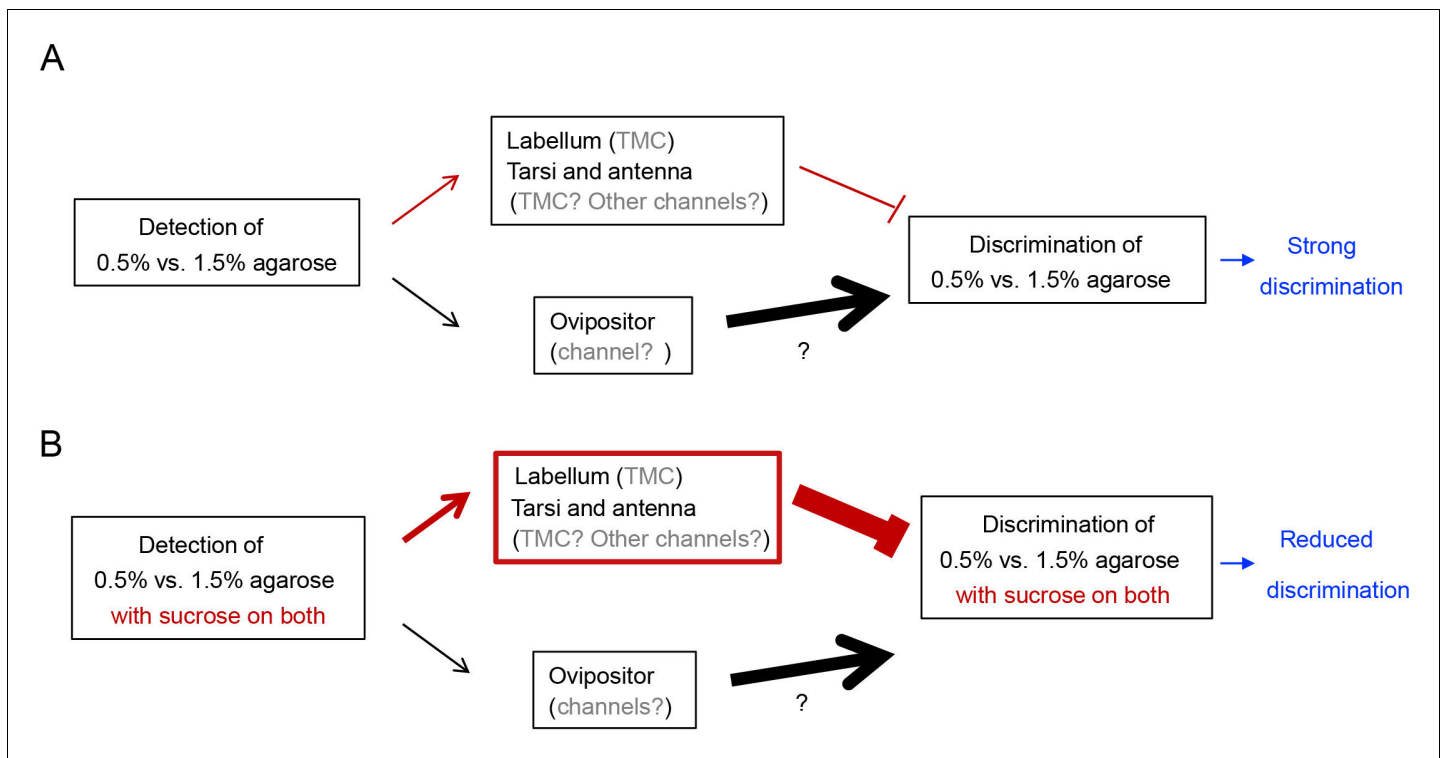 A
Detection of
0.5% vs. 1.5% agarose
Labellum (TMC)
Tarsi and antenna
(TMC? Other channels?)
Ovipositor
(channel? )
?
Discrimination of
0.5% vs. 1.5% agarose
Strong
discrimination
B
Detection of
0.5% vs. 1.5% agarose
with sucrose on both
Labellum (TMC)
Tarsi and antenna
(TMC? Other channels?)
Ovipositor
(channels?)
?
Discrimination of
0.5% vs. 1.5% agarose
with sucrose on both
Reduced
discrimination